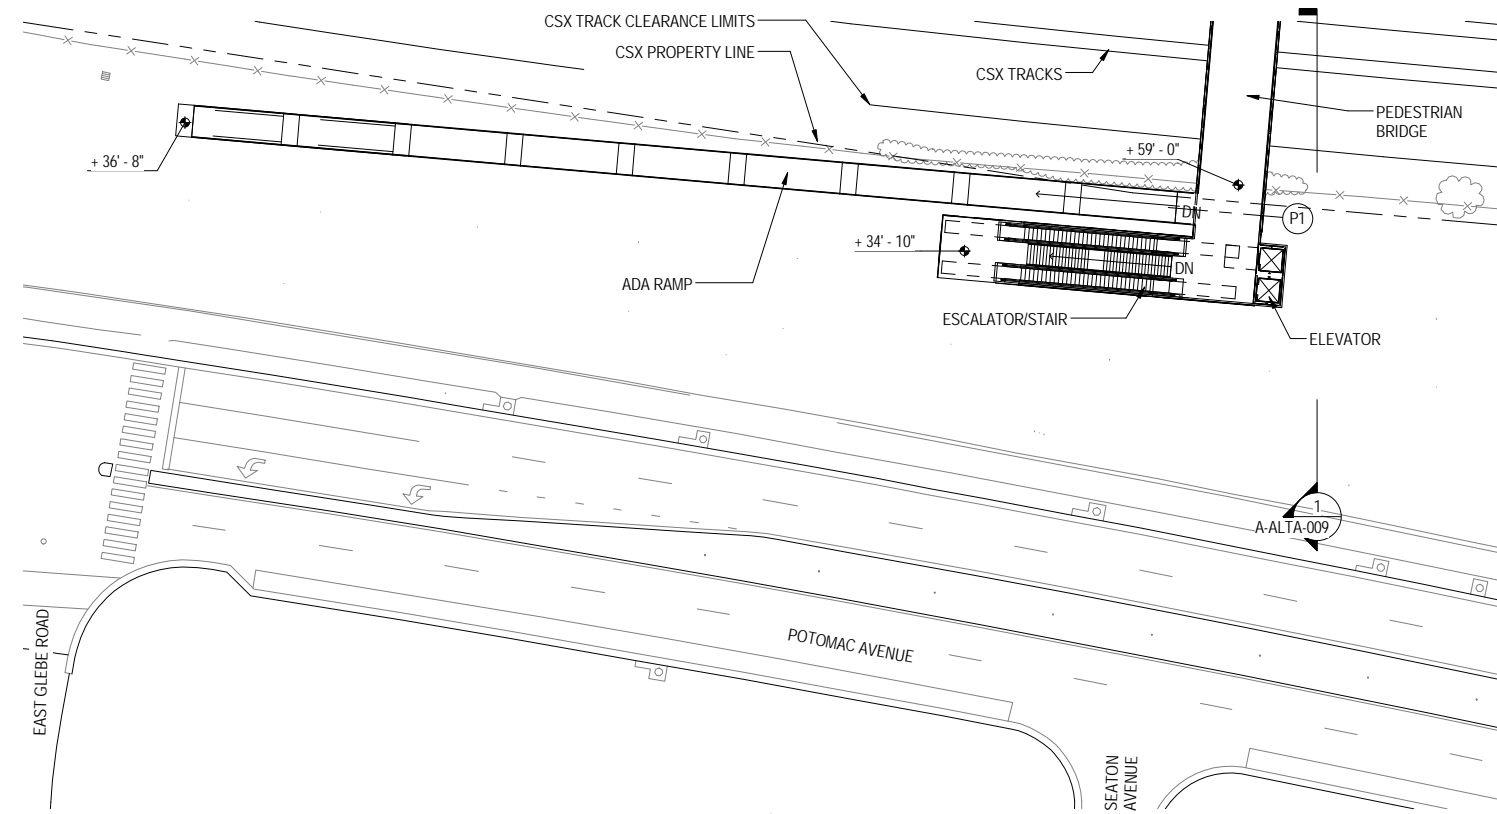 CSX TRACK CLEARANCE LIMITS
CSX PROPERTY LINE
CSX TRACKS
PEDESTRIAN
BRIDGE
+ 36' - 8"
+ 59' - 0"
DN
P1
+ 34' - 10"
DN
ADA RAMP
ESCALATOR/STAIR
ELEVATOR
1
A-ALTA-009
POTOMAC AVENUE
EAST GLEBE ROAD
SEATON
AVENUE